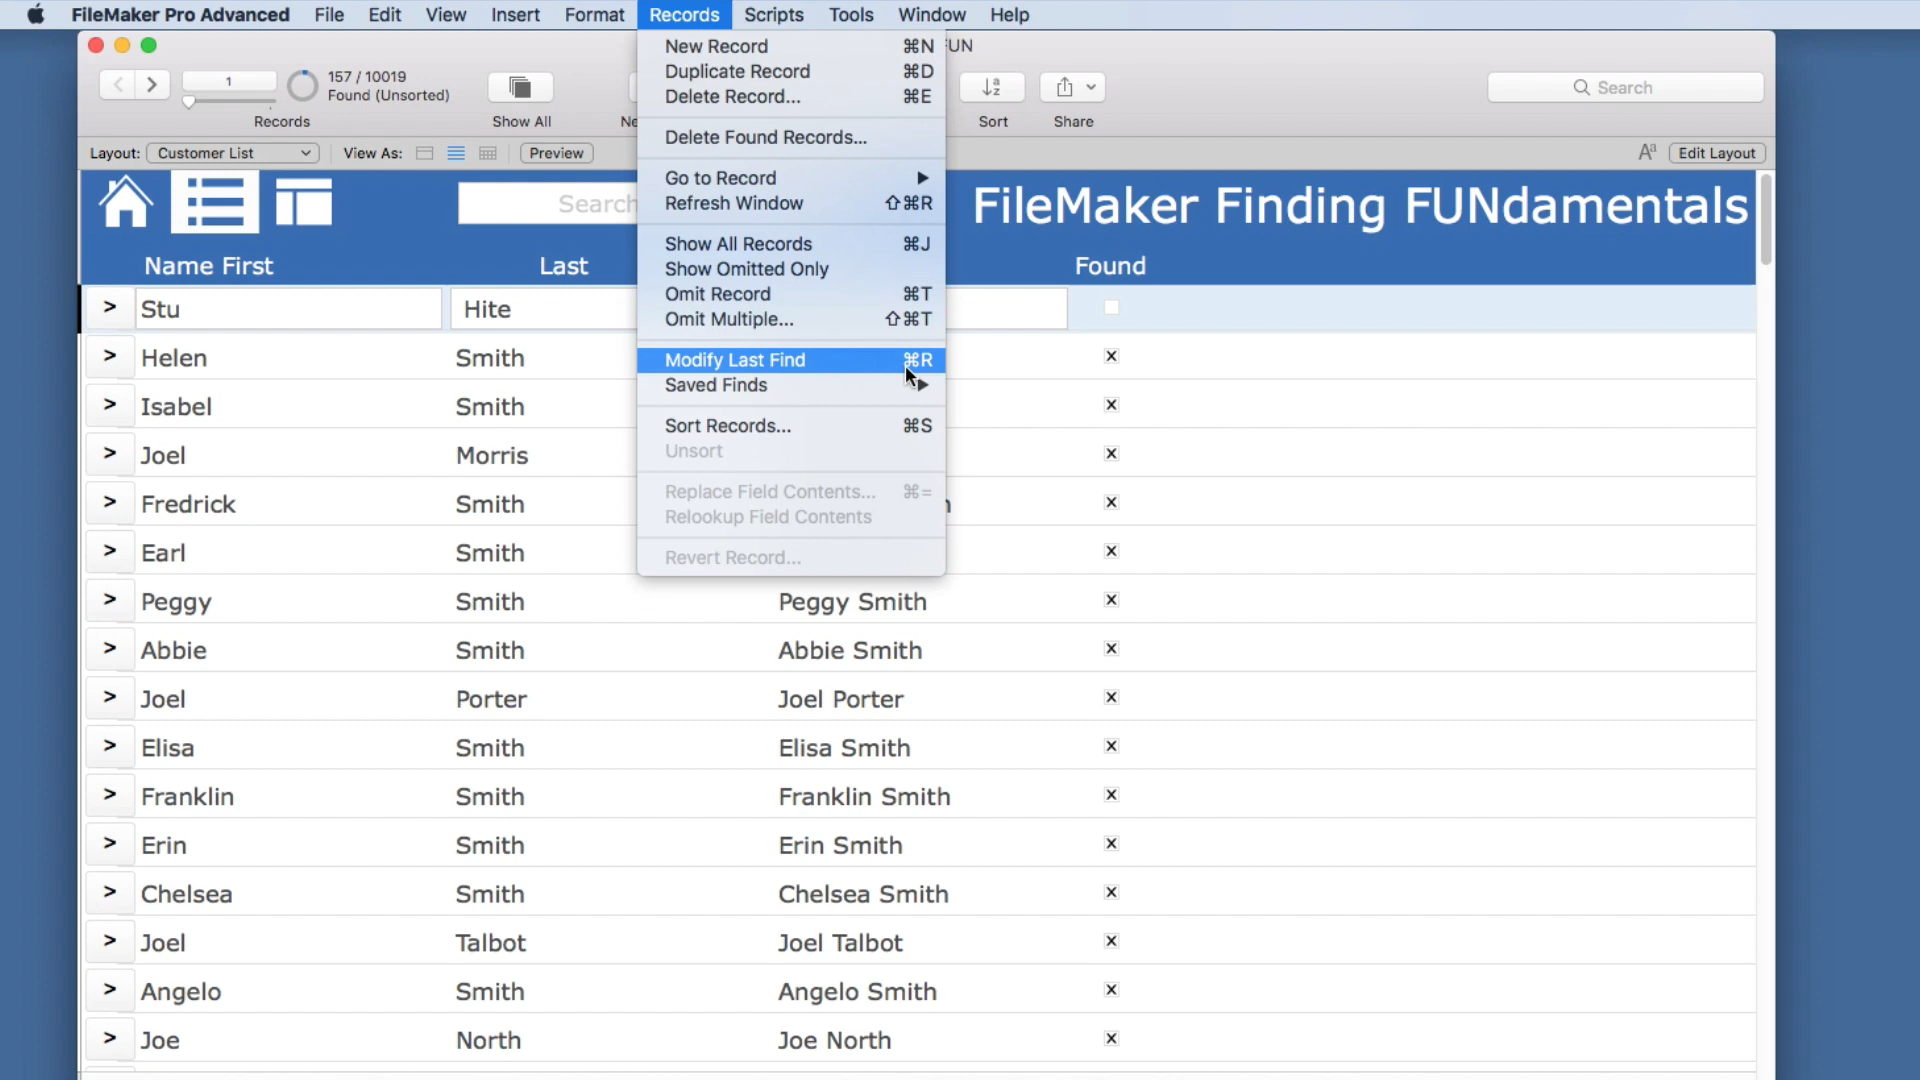 FileMaker Pro Advanced File Edit View Insert Format Records Scripts Tools Window Help
FUN
1
157 / 10019
Found (Unsorted)
Search
Records Show All Ne Sort Share
Layout: Customer List View As: Preview Aa Edit Layout
New Record ⌘N
Duplicate Record ⌘D
Delete Record... ⌘E
Delete Found Records...
Go to Record
Refresh Window ⇧⌘R
Show All Records ⌘J
Show Omitted Only
Omit Record ⌘T
Omit Multiple... ⇧⌘T
Modify Last Find ⌘R
Saved Finds
Sort Records... ⌘S
Unsort
Replace Field Contents... ⌘=
Relookup Field Contents
Revert Record...
Search FileMaker Finding FUNdamentals
Name First Last Found
> Stu Hite
> Helen Smith x
> Isabel Smith x
> Joel Morris x
> Fredrick Smith x
> Earl Smith x
> Peggy Smith Peggy Smith x
> Abbie Smith Abbie Smith x
> Joel Porter Joel Porter x
> Elisa Smith Elisa Smith x
> Franklin Smith Franklin Smith x
> Erin Smith Erin Smith x
> Chelsea Smith Chelsea Smith x
> Joel Talbot Joel Talbot x
> Angelo Smith Angelo Smith x
> Joe North Joe North x